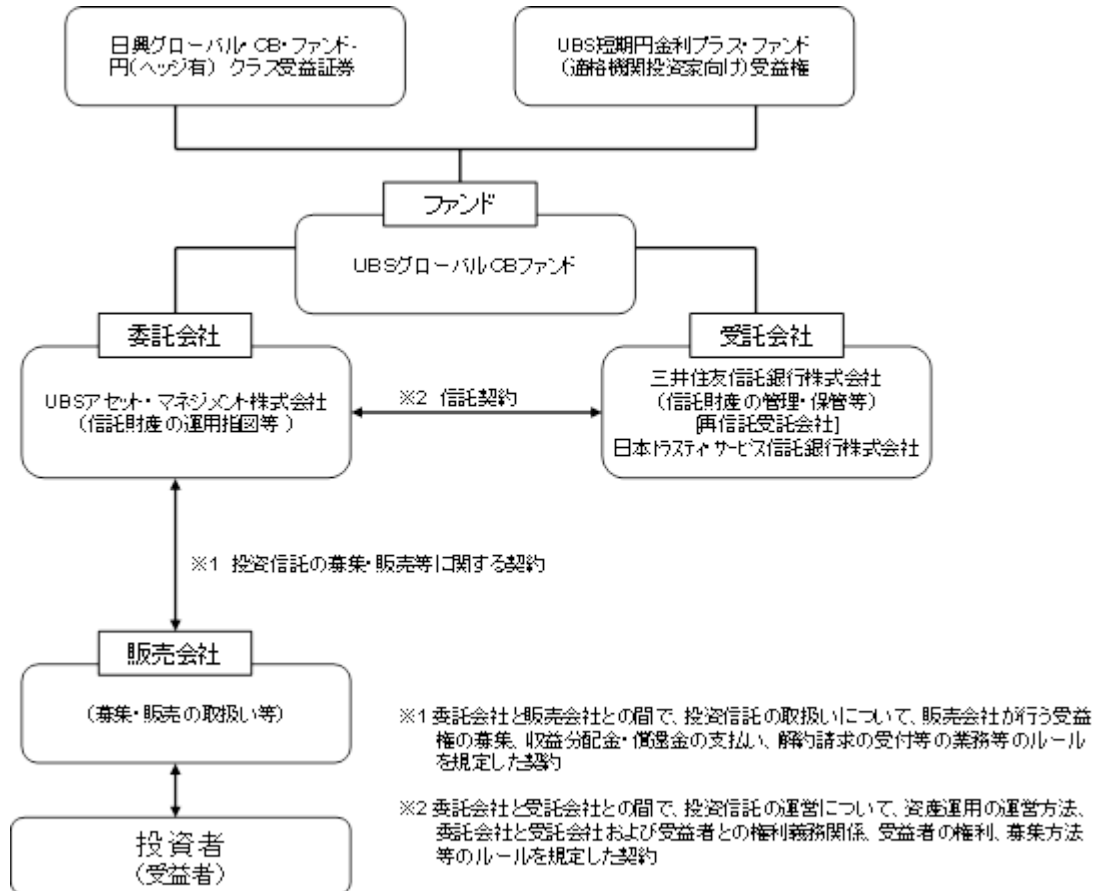 日興グローバル・CB・ファンド-
円(ヘッジ有) クラス受益証券
UBS短期円金利プラス・ファンド
(適格機関投資家向け)受益権
ファンド
UBSグローバルCBファンド
委託会社
UBSアセット・マネジメント株式会社
(信託財産の運用指図等)
※2 信託契約
受託会社
三井住友信託銀行株式会社
(信託財産の管理・保管等)
[再信託受託会社]
日本トラスティ・サービス信託銀行株式会社
※1 投資信託の募集・販売等に関する契約
販売会社
(募集・販売の取扱い等)
投資者
(受益者)
※1 委託会社と販売会社との間で、投資信託の取扱いについて、販売会社が行う受益
権の募集、収益分配金・償還金の支払い、解約請求の受付等の業務等のルール
を規定した契約
※2 委託会社と受託会社との間で、投資信託の運営について、資産運用の運営方法、
委託会社と受託会社および受益者との権利義務関係、受益者の権利、募集方法
等のルールを規定した契約